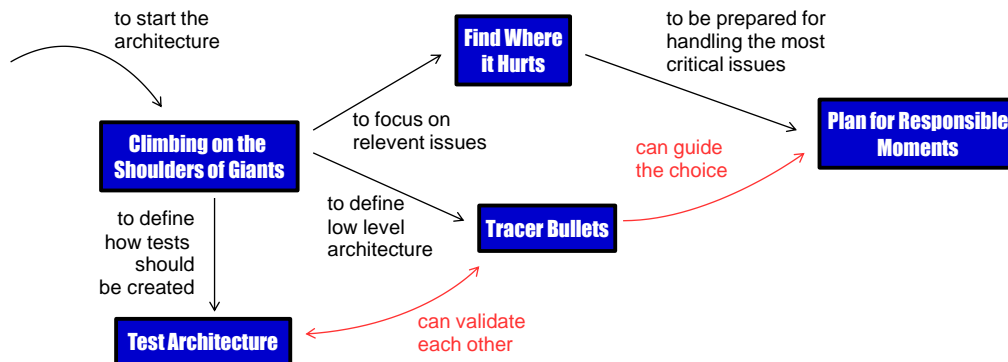 to start the
architecture
Find Where
it Hurts
to be prepared for
handling the most
critical issues
Climbing on the
Shoulders of Giants
to focus on
relevent issues
can guide
the choice
Plan for Responsible
Moments
to define
how tests
should
be created
to define
low level
architecture
Tracer Bullets
Test Architecture
can validate
each other